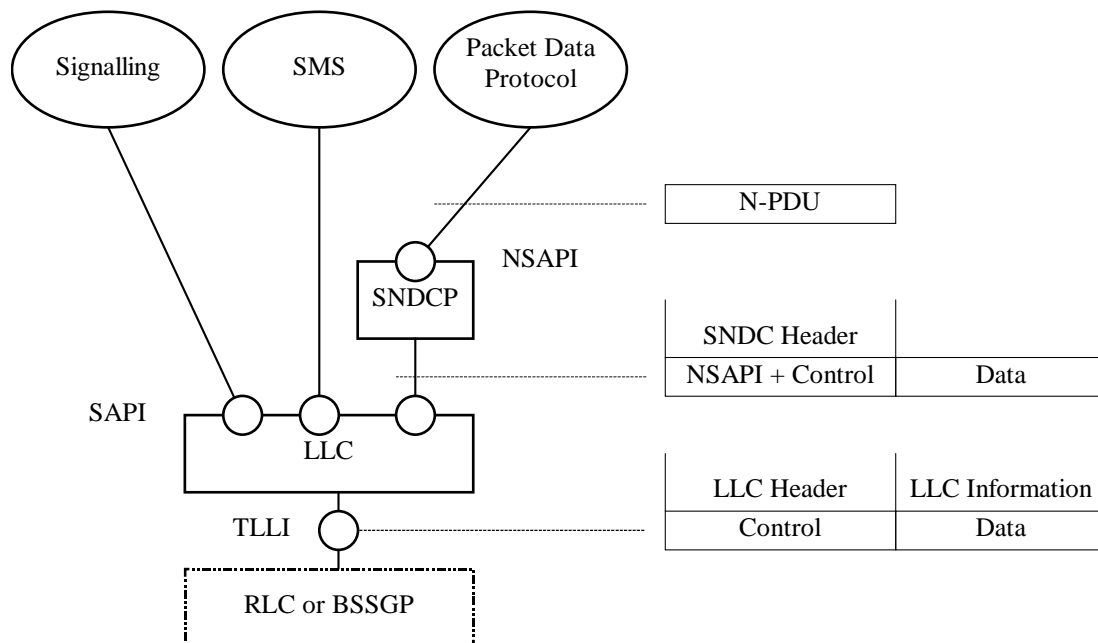 Signalling
SMS
Packet Data
Protocol
N-PDU
NSAPI
SNDCP
SNDC Header
NSAPI + Control
Data
SAPI
LLC
LLC Header
LLC Information
TLLI
Control
Data
RLC or BSSGP